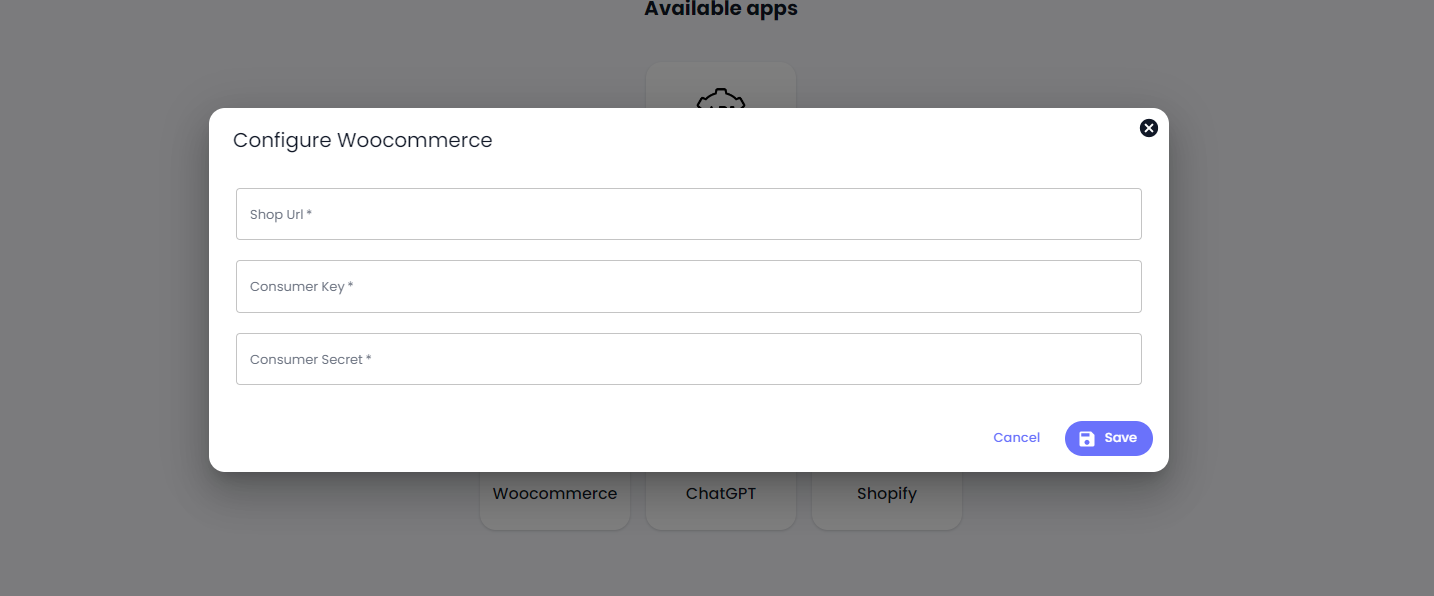 Available apps
Configure Woocommerce
Shop Url *
Consumer Key *
Consumer Secret *
Cancel
Save
Woocommerce
ChatGPT
Shopify